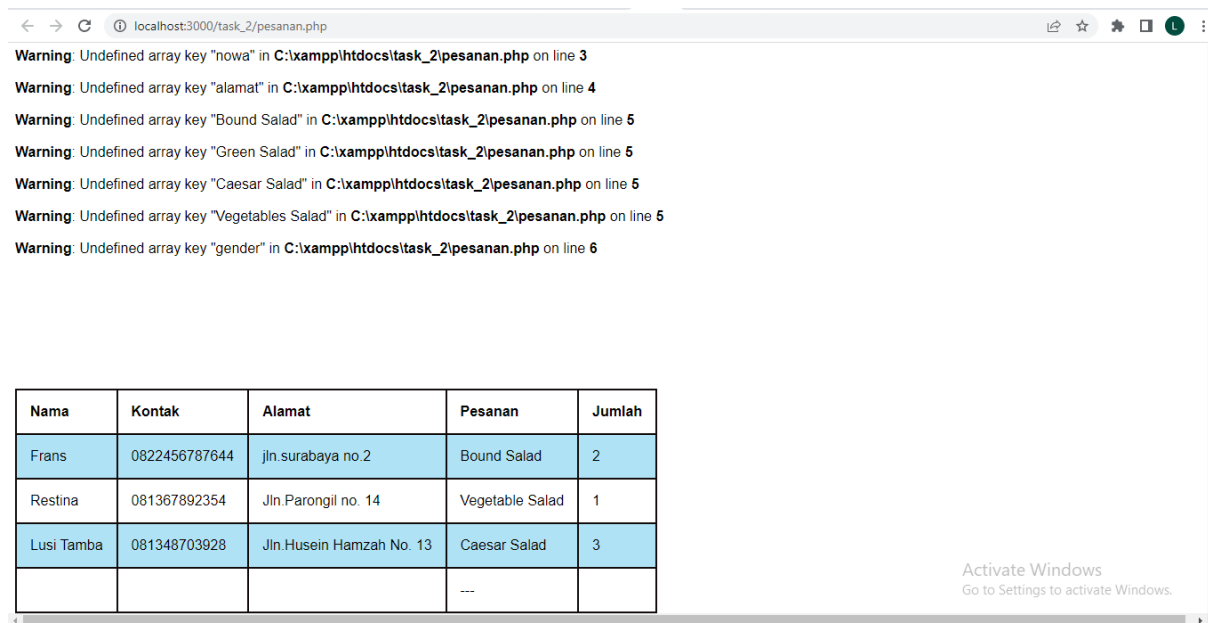 localhost:3000/task_2/pesanan.php
L
Warning: Undefined array key "nowa" in C:\xampp\htdocs\task_2\pesanan.php on line 3
Warning: Undefined array key "alamat" in C:\xampp\htdocs\task_2\pesanan.php on line 4
Warning: Undefined array key "Bound Salad" in C:\xampp\htdocs\task_2\pesanan.php on line 5
Warning: Undefined array key "Green Salad" in C:\xampp\htdocs\task_2\pesanan.php on line 5
Warning: Undefined array key "Caesar Salad" in C:\xampp\htdocs\task_2\pesanan.php on line 5
Warning: Undefined array key "Vegetables Salad" in C:\xampp\htdocs\task_2\pesanan.php on line 5
Warning: Undefined array key "gender" in C:\xampp\htdocs\task_2\pesanan.php on line 6
Nama Kontak Alamat Pesanan Jumlah
Frans 0822456787644 jln.surabaya no.2 Bound Salad 2
Restina 081367892354 Jln.Parongil no. 14 Vegetable Salad 1
Lusi Tamba 081348703928 Jln.Husein Hamzah No. 13 Caesar Salad 3
---
Activate Windows
Go to Settings to activate Windows.